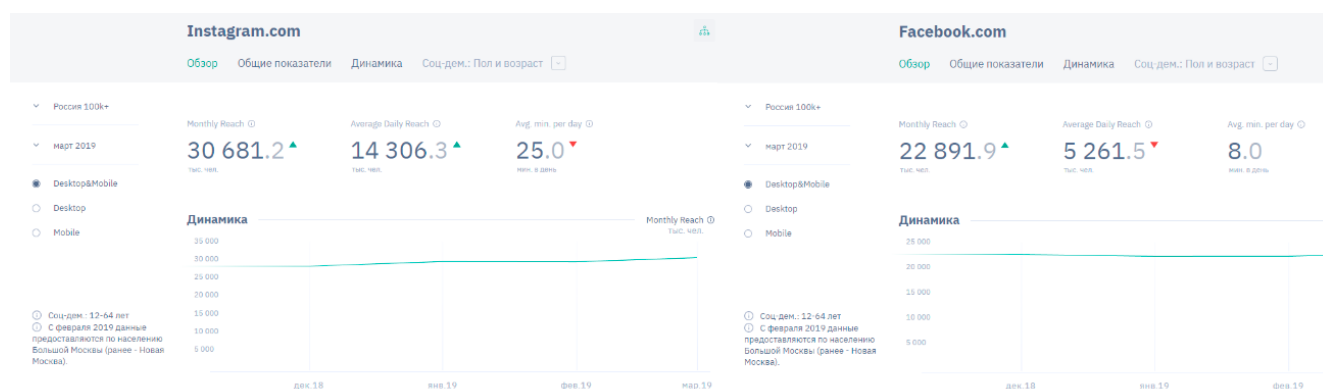 Instagram.com
Обзор Общие показатели Динамика Соц-дем.: Пол и возраст
Россия 100k+
март 2019
Desktop&Mobile
Desktop
Mobile
Соц-дем.: 12-64 лет
С февраля 2019 данные
предоставляются по населению
Большой Москвы (ранее - Новая
Москва).
Monthly Reach Average Daily Reach Avg. min. per day
30 681.2 14 306.3 25.0
тыс. чел. тыс. чел. мин. в день
Динамика
Monthly Reach
тыс. чел.
35 000
30 000
25 000
20 000
15 000
10 000
5 000
дек.18 янв.19 фев.19 мар.19
Facebook.com
Обзор Общие показатели Динамика Соц-дем.: Пол и возраст
Россия 100k+
март 2019
Desktop&Mobile
Desktop
Mobile
Соц-дем.: 12-64 лет
С февраля 2019 данные
предоставляются по населению
Большой Москвы (ранее - Новая
Москва).
Monthly Reach Average Daily Reach Avg. min. per day
22 891.9 5 261.5 8.0
тыс. чел. тыс. чел. мин. в день
Динамика
25 000
20 000
15 000
10 000
5 000
дек.18 янв.19 фев.19